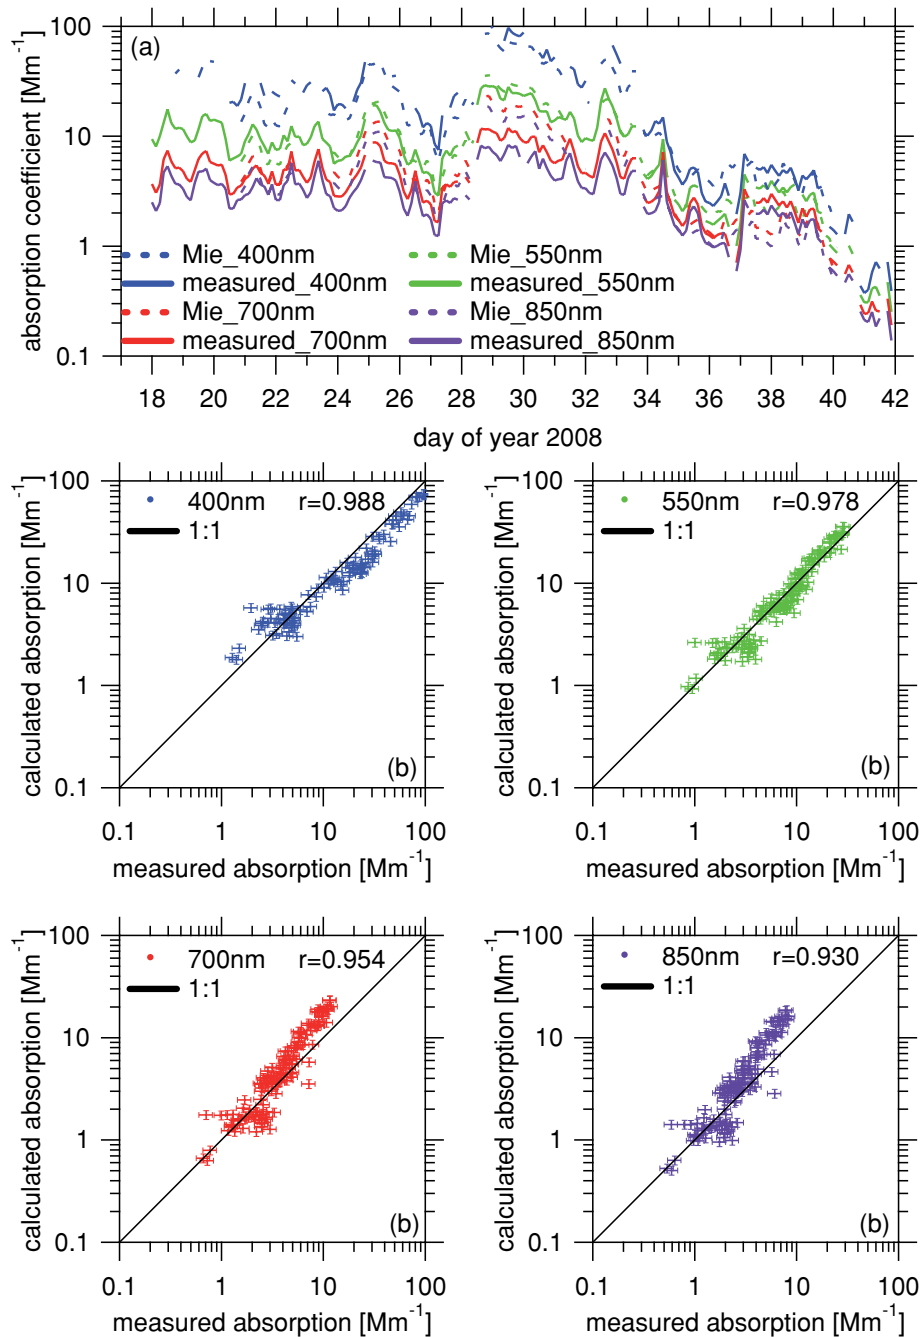 100
10
1
0.1
absorption coefficient [Mm⁻¹]
(a)
Mie_400nm
measured_400nm
Mie_700nm
measured_700nm
Mie_550nm
measured_550nm
Mie_850nm
measured_850nm
18 20 22 24 26 28 30 32 34 36 38 40 42
day of year 2008
100
10
1
0.1
calculated absorption [Mm⁻¹]
400nm r=0.988
1:1
(b)
0.1 1 10 100
measured absorption [Mm⁻¹]
100
10
1
0.1
calculated absorption [Mm⁻¹]
550nm r=0.978
1:1
(b)
0.1 1 10 100
measured absorption [Mm⁻¹]
100
10
1
0.1
calculated absorption [Mm⁻¹]
700nm r=0.954
1:1
(b)
0.1 1 10 100
measured absorption [Mm⁻¹]
100
10
1
0.1
calculated absorption [Mm⁻¹]
850nm r=0.930
1:1
(b)
0.1 1 10 100
measured absorption [Mm⁻¹]